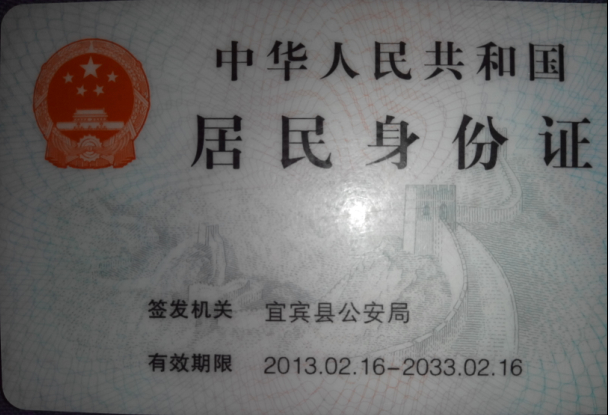 中华人民共和国
居民身份证
签发机关 宜宾县公安局
有效期限 2013.02.16-2033.02.16